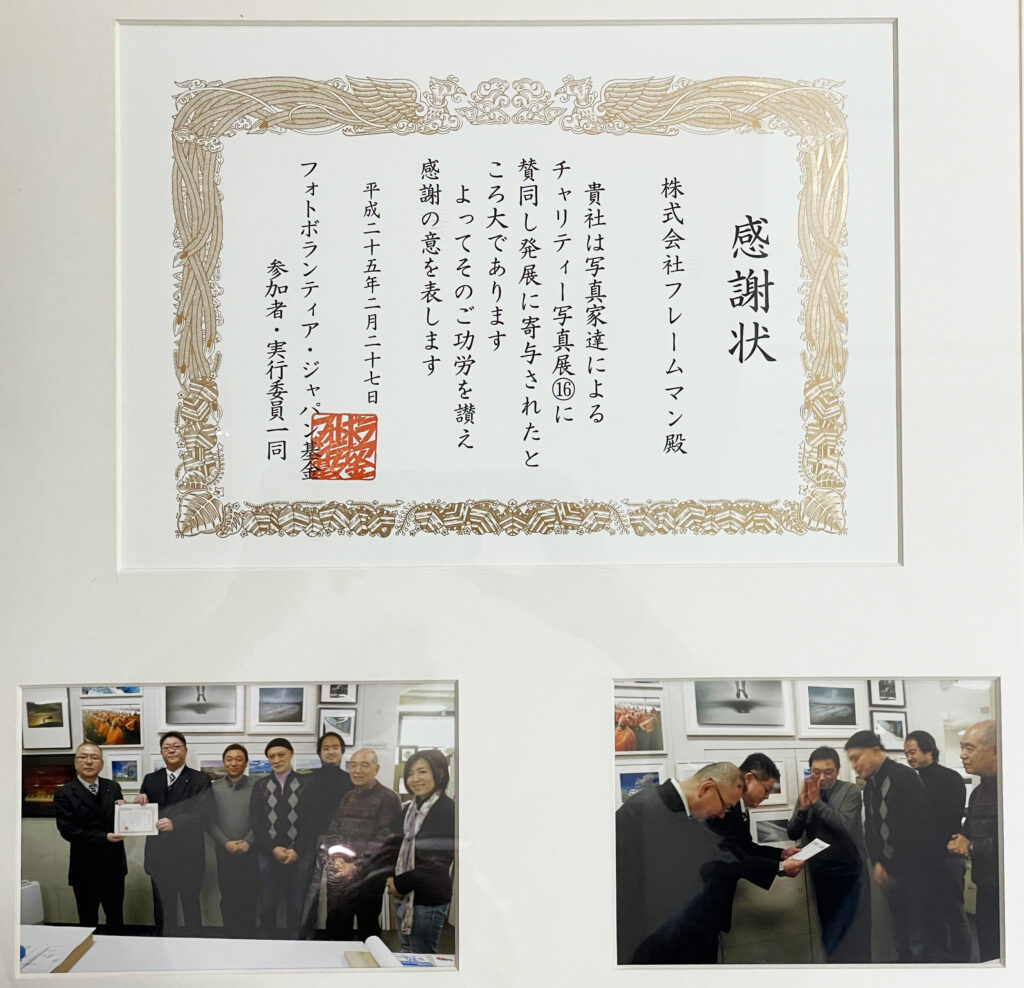 感謝状
株式会社フレームマン殿
貴社は写真家達による
チャリティー写真展⑯に
賛同し発展に寄与されたと
ころ大であります
よってそのご功労を讃え
感謝の意を表します
平成二十五年二月二十七日
フォトボランティア・ジャパン基金
参加者・実行委員一同